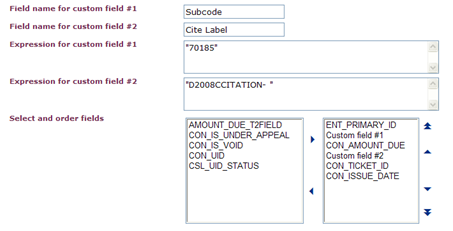 Field name for custom field #1 Subcode
Field name for custom field #2 Cite Label
Expression for custom field #1 "7018S"
Expression for custom field #2 "D2008CCITATION- "
Select and order fields
AMOUNT_DUE_T2FIELD
CON_IS_UNDER_APPEAL
CON_IS_VOID
CON_UID
CSL_UID_STATUS
ENT_PRIMARY_ID
Custom field #1
CON_AMOUNT_DUE
Custom field #2
CON_TICKET_ID
CON_ISSUE_DATE